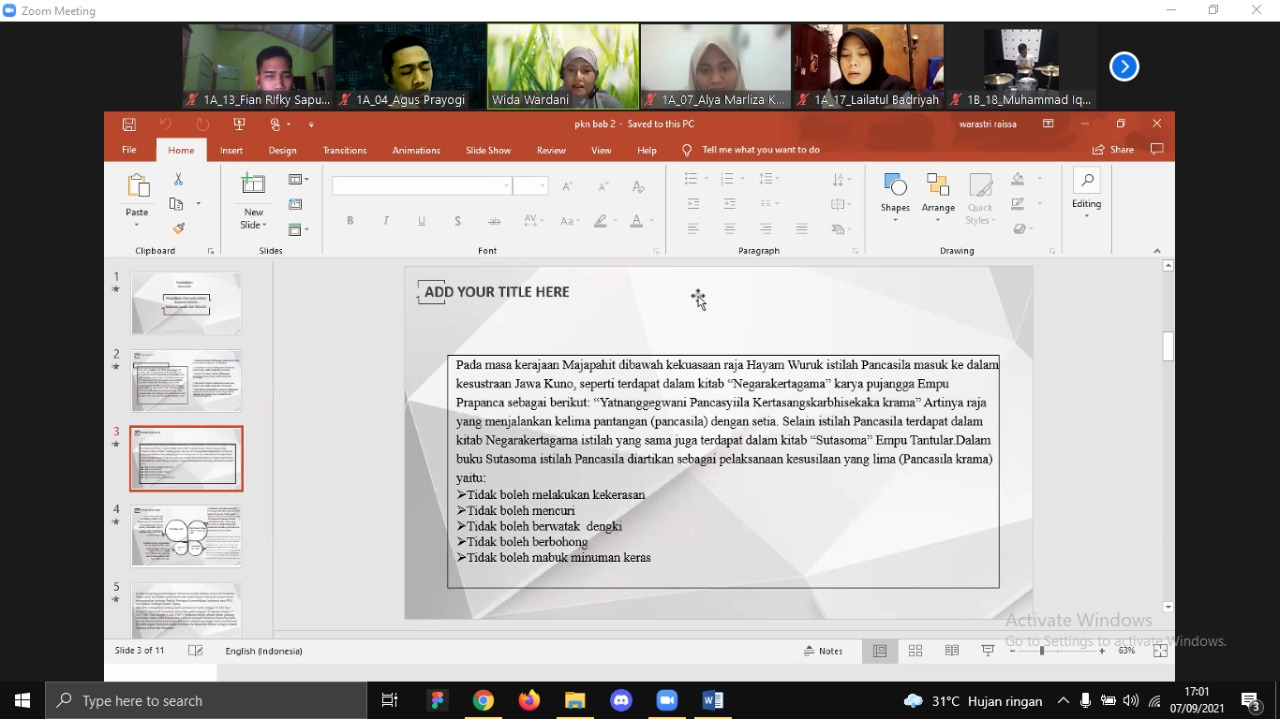 Zoom Meeting
1A_13_Fian RIfky Sapu...
1A_04_Agus Prayogi
Wida Wardani
1A_07_Alya Marliza K...
1A_17_Lailatul Badriyah
1B_18_Muhammad Iq...
pkn bab 2 - Saved to this PC
warastri raissa
File Home Insert Design Transitions Animations Slide Show Review View Help Tell me what you want to do Share
Paste
New
Slide
Shapes
Arrange
Quick
Styles
Editing
Clipboard Slides Font Paragraph Drawing
1
2
3
4
5
ADD YOUR TITLE HERE
Pada masa kerajaan Majapahit, dibawah kekuasaan raja Hayam Wuruk istilah Pancasila masuk ke dalam
kesusraan Jawa Kuno, seperti terdapat dalam kitab “Negarakertagama” karya pujangga Empu
Prapanca sebagai berikut: “Yatnanggegwani Pancasyiila Kertasangskarbhisekaka krama” Artinya raja
yang menjalankan kelima pantangan (pancasila) dengan setia. Selain istilah Pancasila terdapat dalam
kitab Negarakertagama istilah yang sama juga terdapat dalam kitab “Sutasoma” Empu Tantular.Dalam
buku Sutasoma istilah Pancasila diartikan sebagai pelaksanaan kesusilaan yang lima (Pancasila krama)
yaitu:
➢Tidak boleh melakukan kekerasan
➢Tidak boleh mencuri
➢Tidak boleh berwatak dengki
➢Tidak boleh berbohong
➢Tidak boleh mabuk minuman keras
Activate Windows
Go to Settings to activate Windows.
Slide 3 of 11 English (Indonesia) Notes 63%
Type here to search
31°C Hujan ringan
17:01
07/09/2021
3